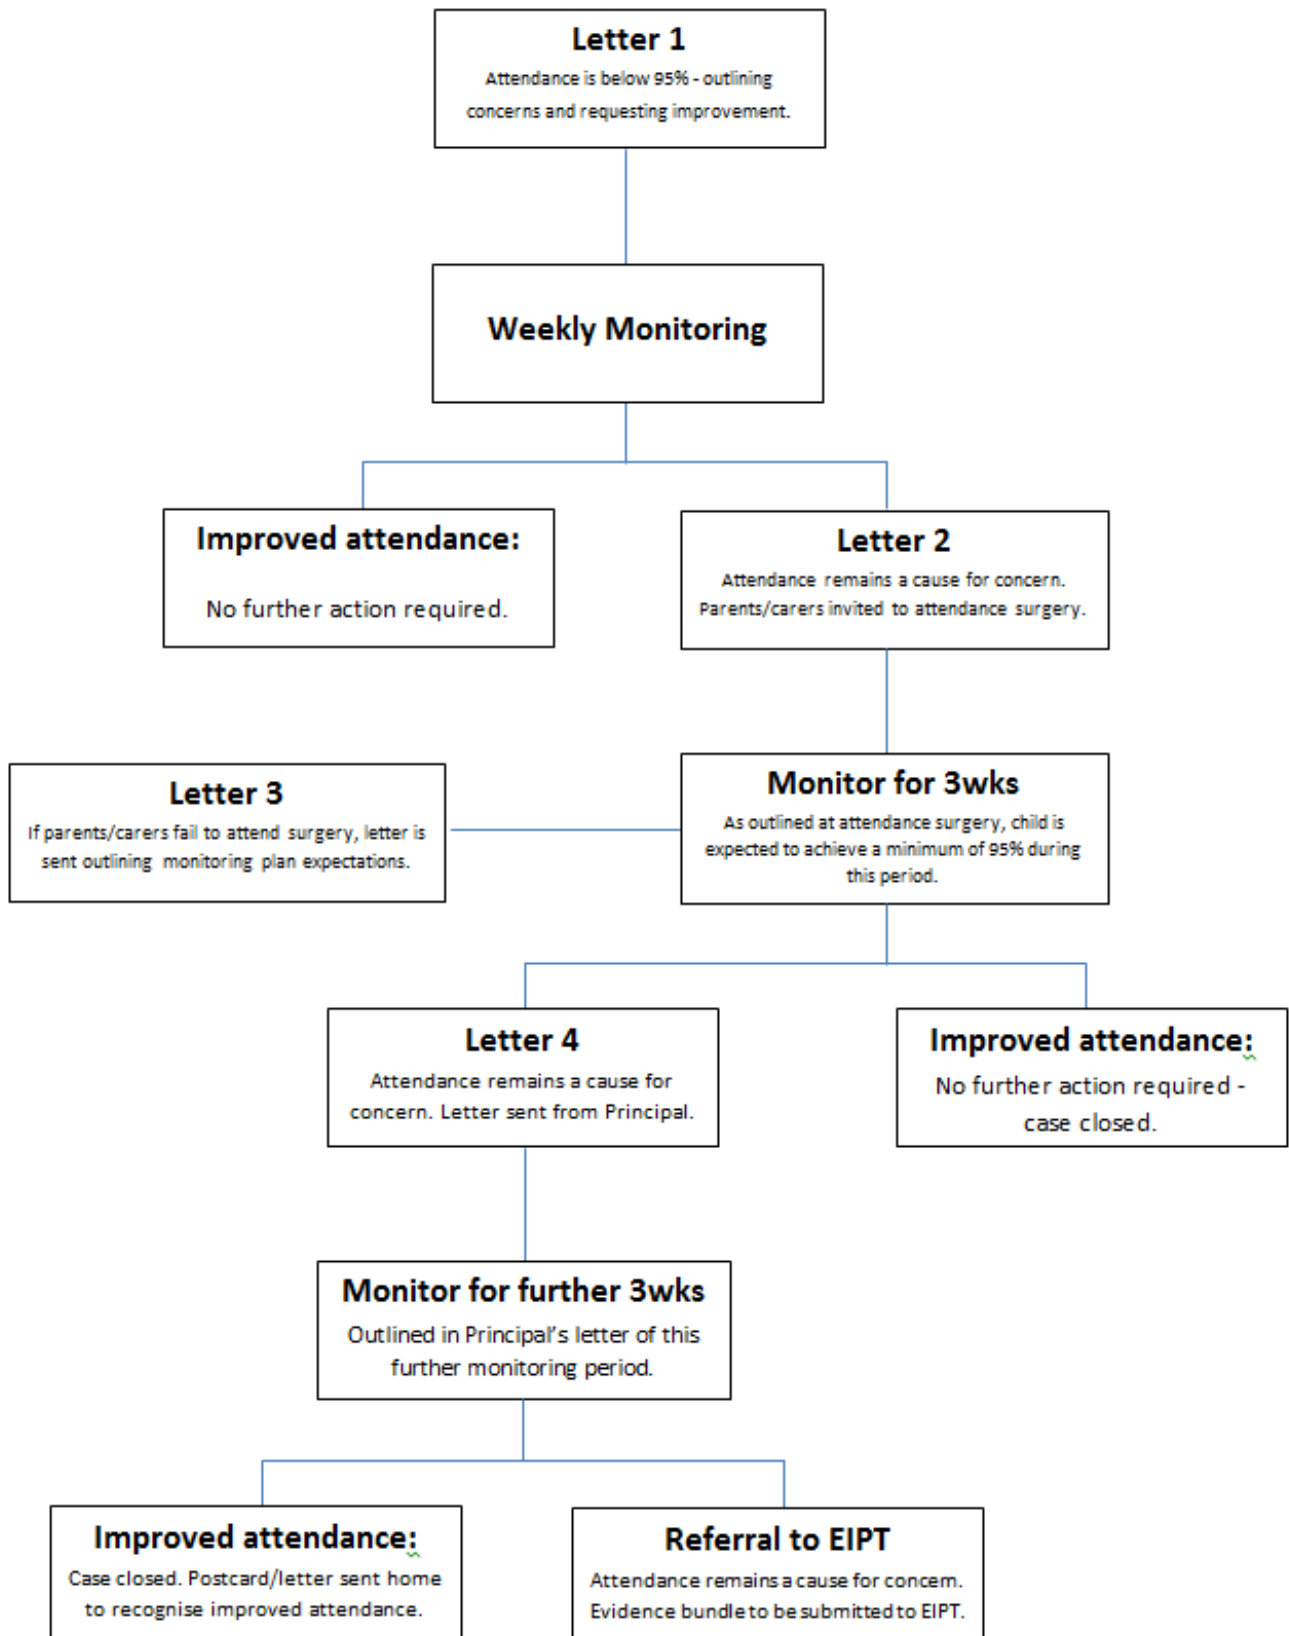 Letter 1
Attendance is below 95% - outlining
concerns and requesting improvement.
Weekly Monitoring
Improved attendance:
No further action required.
Letter 2
Attendance remains a cause for concern.
Parents/carers invited to attendance surgery.
Letter 3
If parents/carers fail to attend surgery, letter is
sent outlining monitoring plan expectations.
Monitor for 3wks
As outlined at attendance surgery, child is
expected to achieve a minimum of 95% during
this period.
Letter 4
Attendance remains a cause for
concern. Letter sent from Principal.
Improved attendance:
No further action required -
case closed.
Monitor for further 3wks
Outlined in Principal's letter of this
further monitoring period.
Improved attendance:
Case closed. Postcard/letter sent home
to recognise improved attendance.
Referral to EIPT
Attendance remains a cause for concern.
Evidence bundle to be submitted to EIPT.